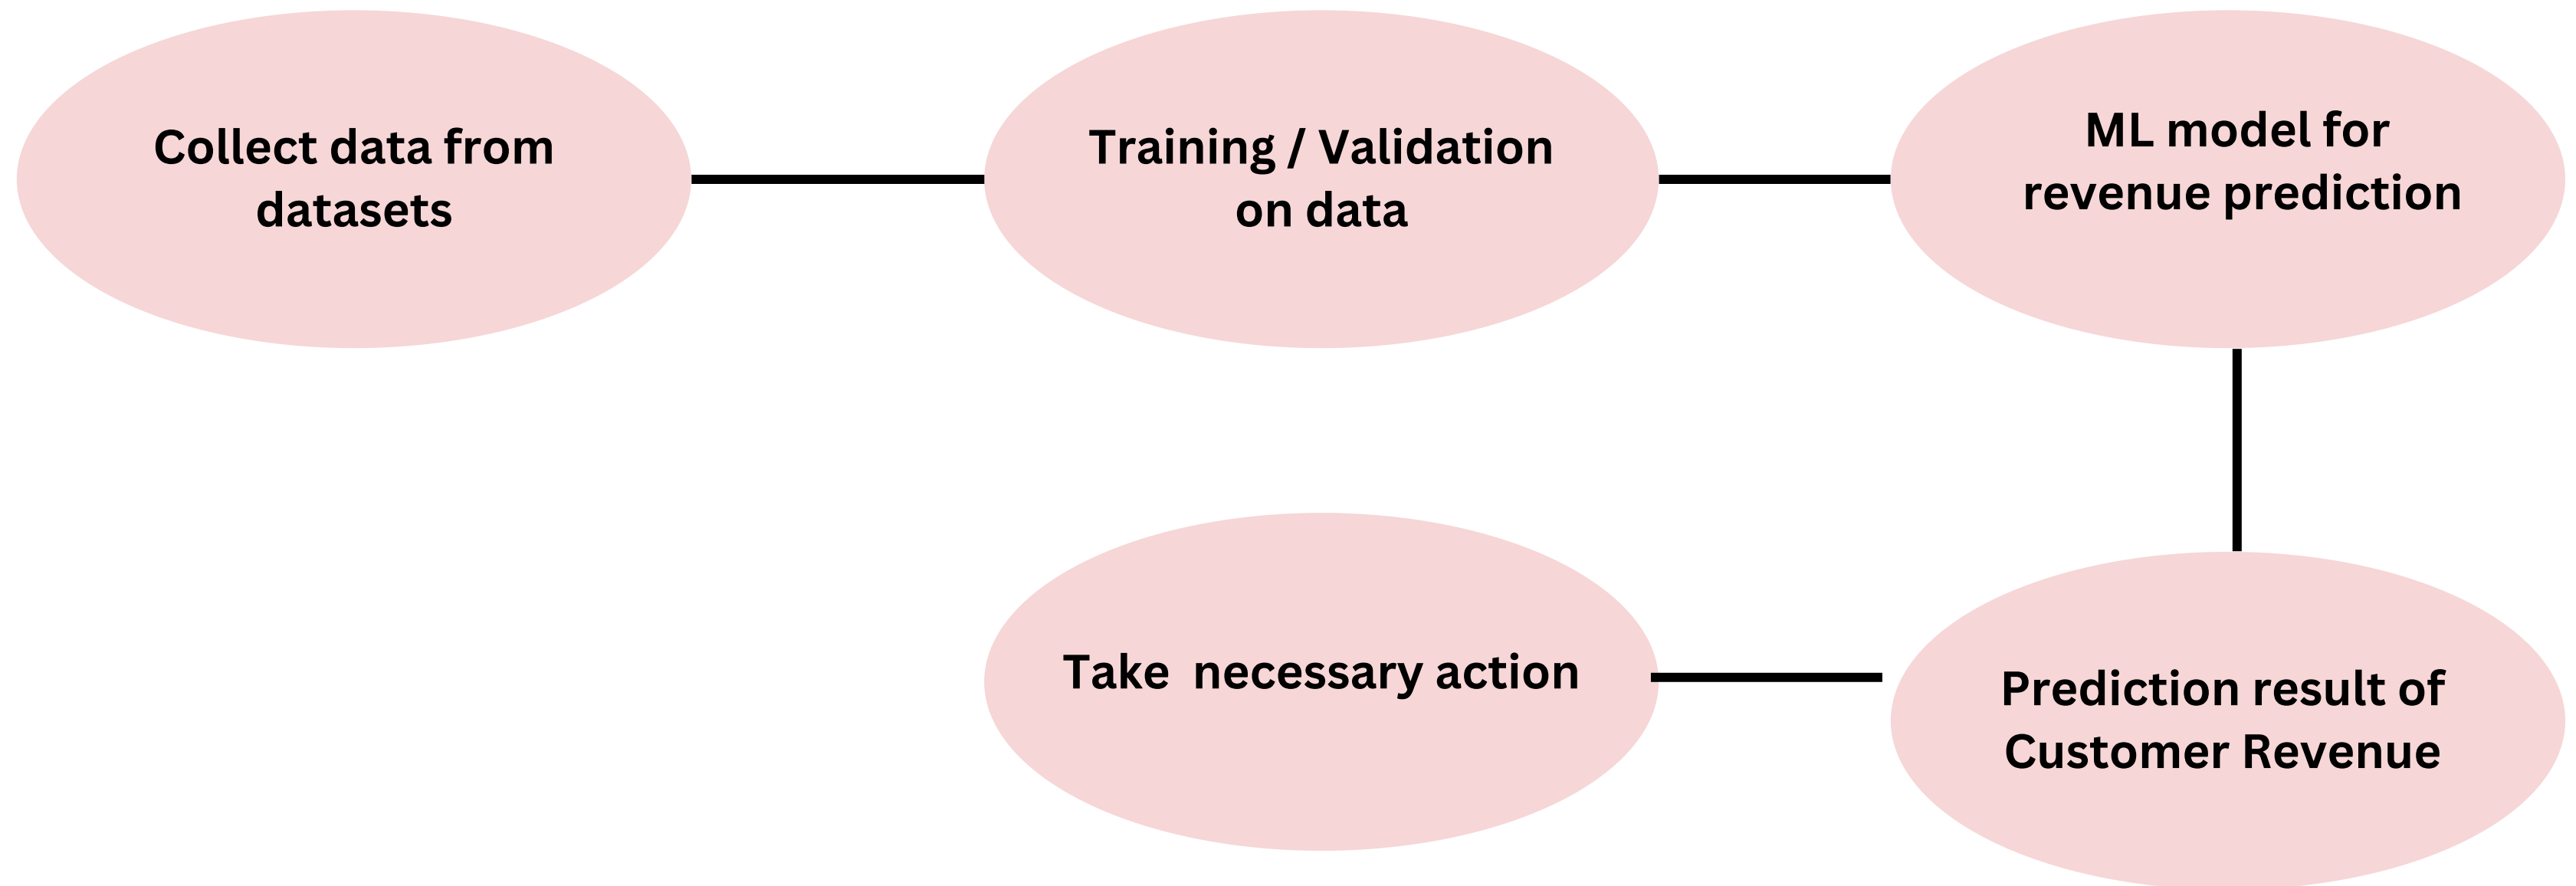 Collect data from
datasets
Training / Validation
on data
ML model for
revenue prediction
Prediction result of
Customer Revenue
Take  necessary action